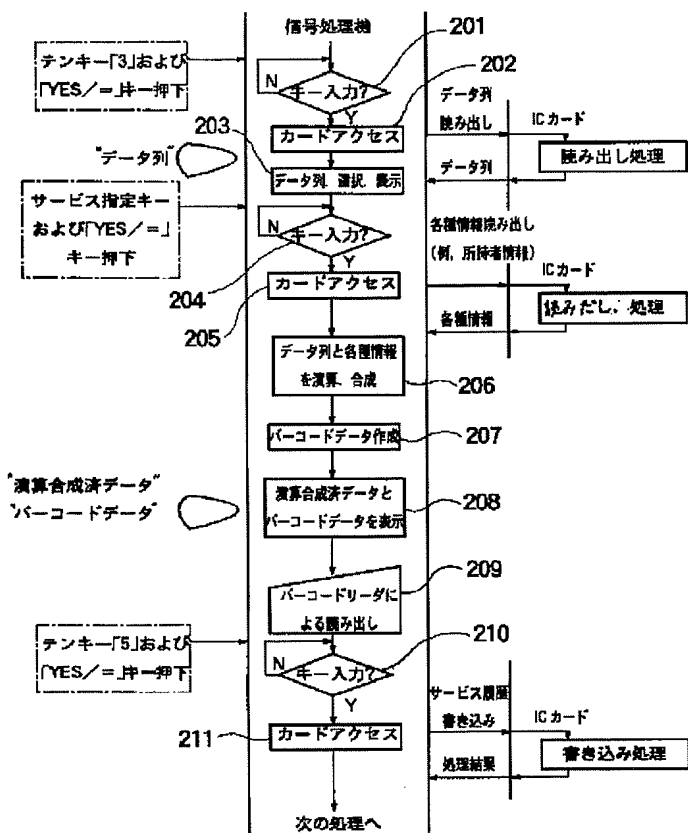 信号処理機
201
テンキー「3」および
「YES/=」キー押下
N
キー入力?
202
Y
データ列
カードアクセス
読み出し
ICカード
203
読み出し処理
"データ列"
データ列
データ列、選択、表示
サービス指定キー
および「YES/=」
キー押下
N
キー入力?
各種情報読み出し
(例、所持者情報)
204
Y
ICカード
カードアクセス
205
読みだし、処理
各種情報
データ列と各種情報
を演算、合成
206
バーコードデータ作成
207
"演算合成済データ"
"バーコードデータ"
演算合成済データと
バーコードデータを表示
208
209
バーコードリーダに
よる読み出し
テンキー「5」および
「YES/=」キー押下
210
N
キー入力?
Y
サービス履歴
書き込み
ICカード
211
カードアクセス
書き込み処理
処理結果
次の処理へ